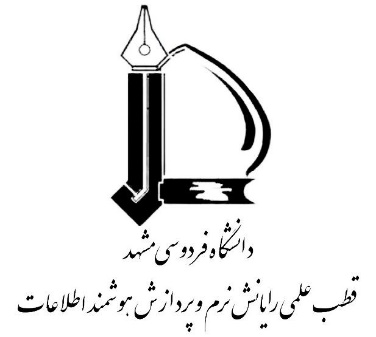 دانشگاه فردوسی مشهد
قطب علمی رایانش نرم و پردازش هوشمند اطلاعات